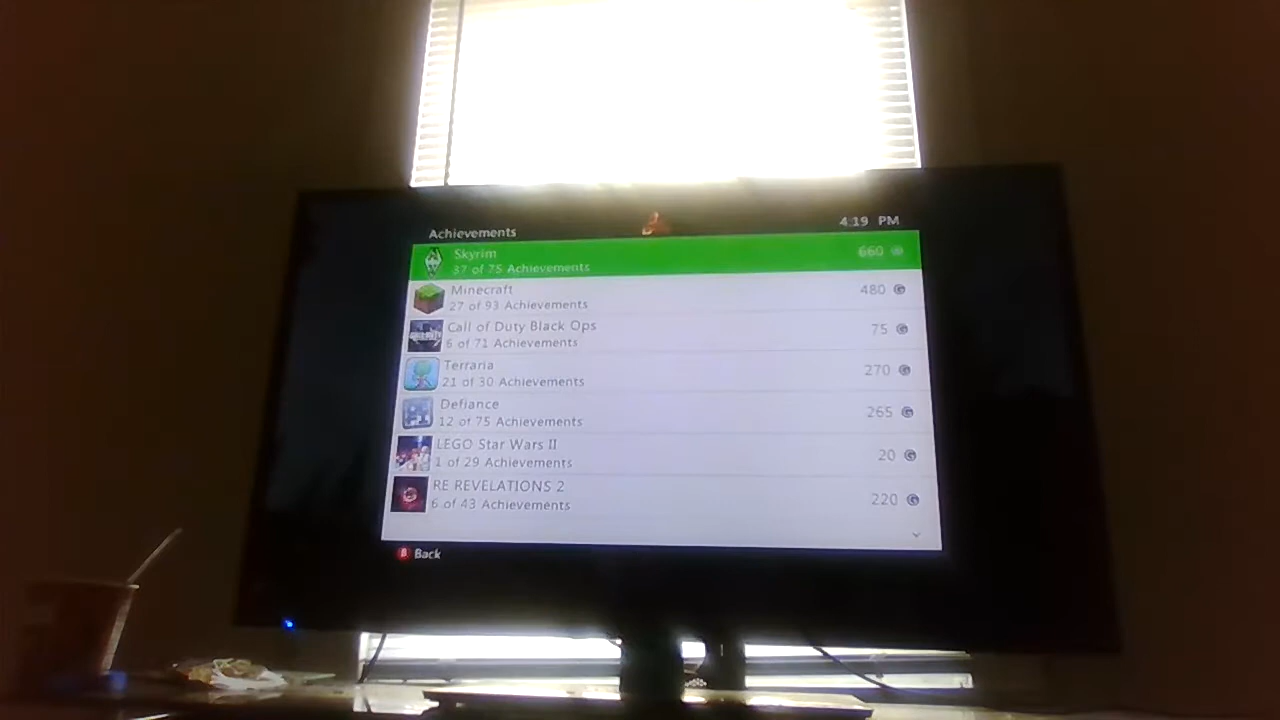 Achievements
4:19 PM
Skyrim
660 G
37 of 75 Achievements
Minecraft
480 G
27 of 93 Achievements
Call of Duty Black Ops
75 G
6 of 71 Achievements
Terraria
270 G
21 of 30 Achievements
Defiance
265 G
12 of 75 Achievements
LEGO Star Wars II
20 G
1 of 29 Achievements
RE REVELATIONS 2
220 G
6 of 43 Achievements
B Back